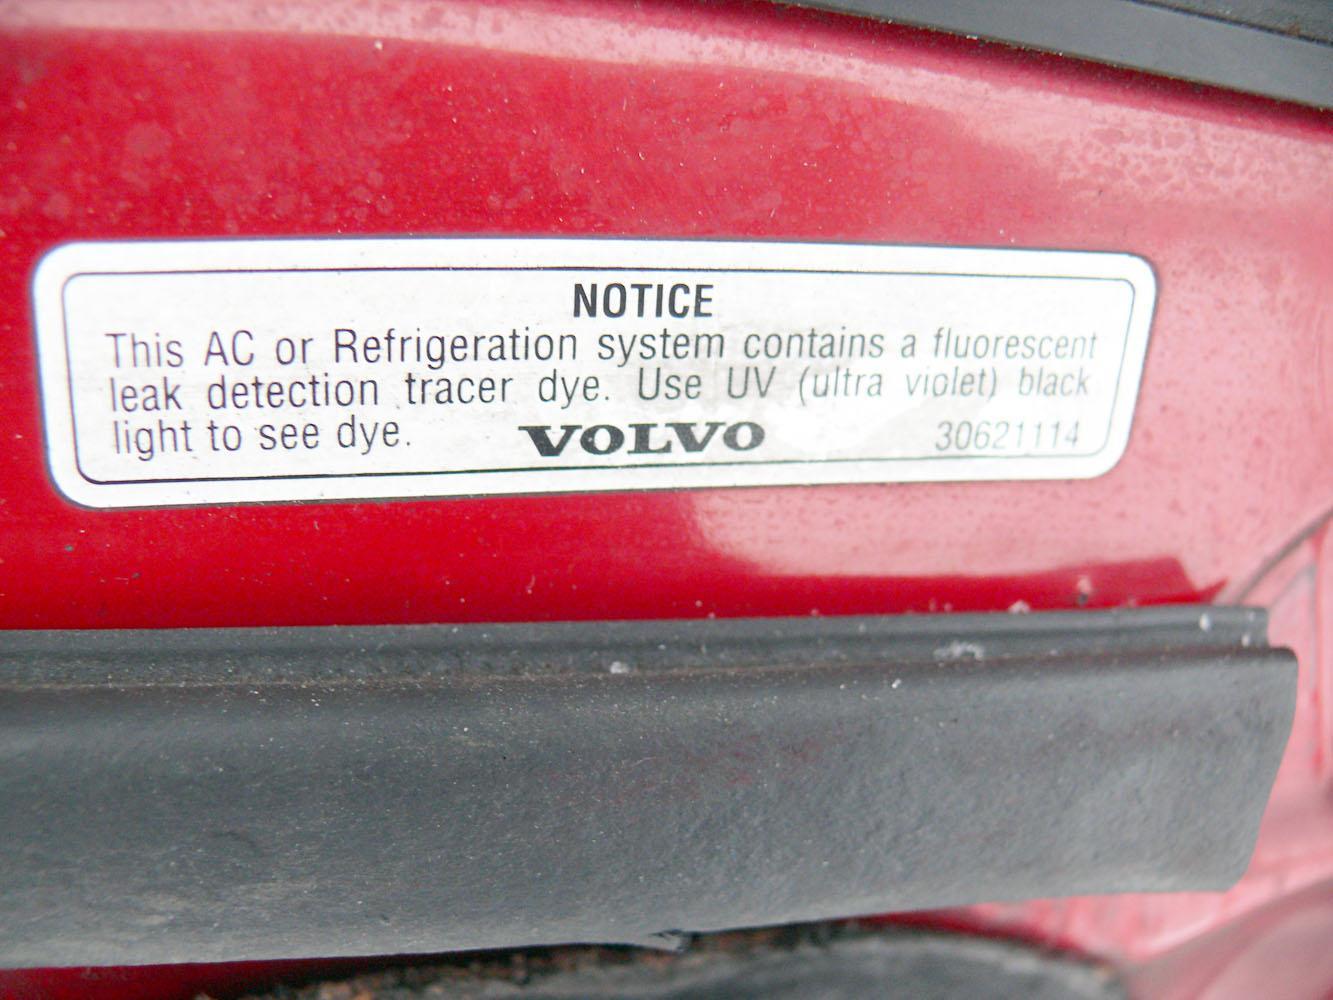 NOTICE
This AC or Refrigeration system contains a fluorescent
leak detection tracer dye. Use UV (ultra violet) black
light to see dye. VOLVO 30621114